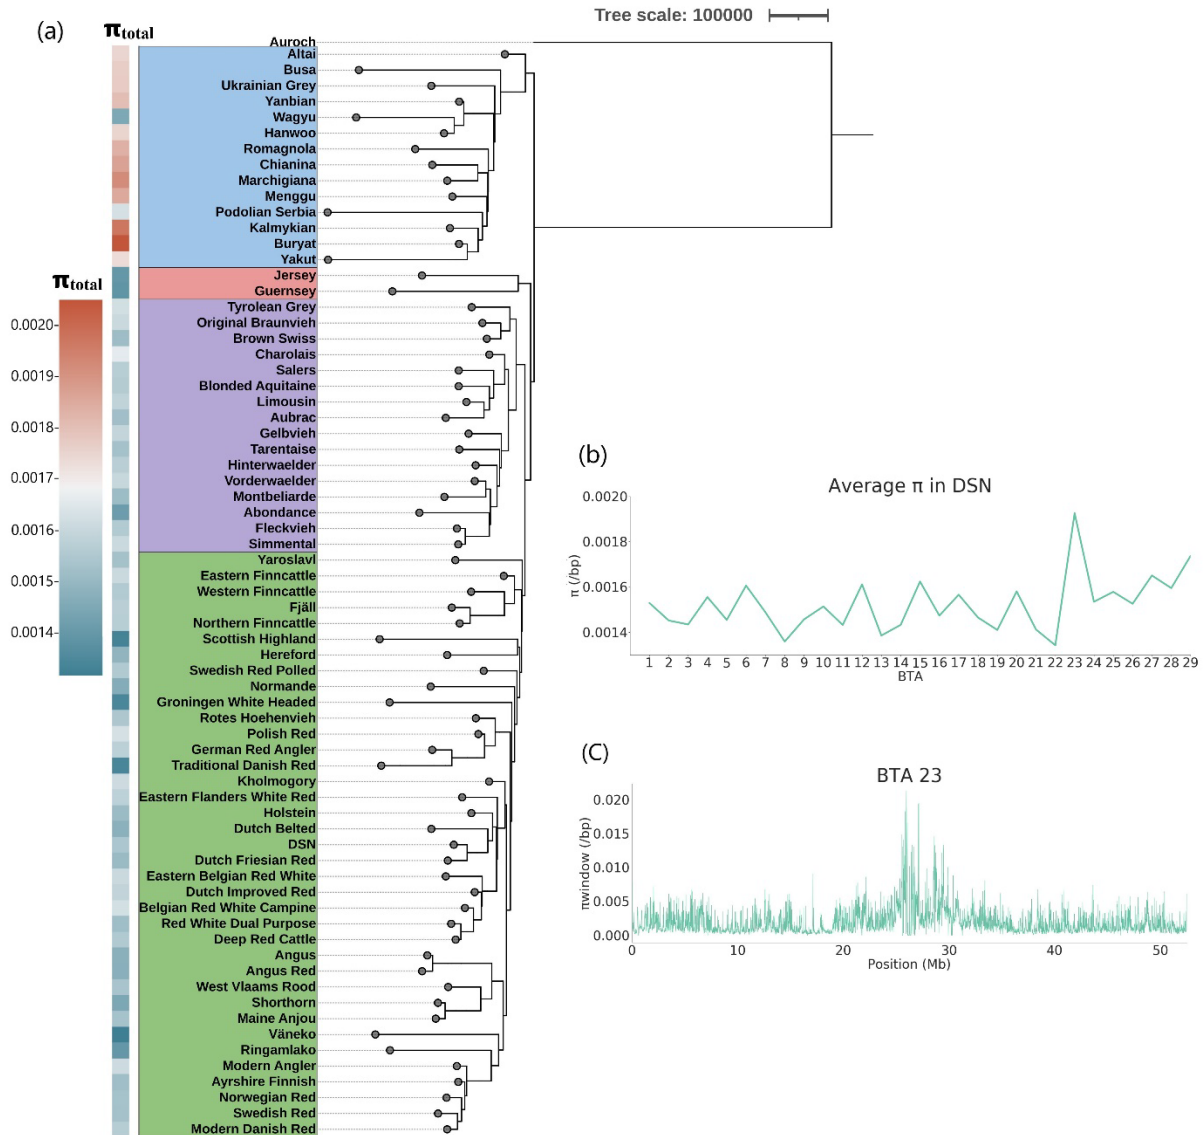 Tree scale: 100000
(a)
πtotal
Auroch
Altai
Busa
Ukrainian Grey
Yanbian
Wagyu
Hanwoo
Romagnola
Chianina
Marchigiana
Menggu
Podolian Serbia
Kalmykian
Buryat
Yakut
Jersey
Guernsey
Tyrolean Grey
Original Braunvieh
Brown Swiss
Charolais
Salers
Blonded Aquitaine
Limousin
Aubrac
Gelbvieh
Tarentaise
Hinterwaelder
Vorderwaelder
Montbeliarde
Abondance
Fleckvieh
Simmental
Yaroslavl
Eastern Finncattle
Western Finncattle
Fjäll
Northern Finncattle
Scottish Highland
Hereford
Swedish Red Polled
Normande
Groningen White Headed
Rotes Hoehenvieh
Polish Red
German Red Angler
Traditional Danish Red
Kholmogory
Eastern Flanders White Red
Holstein
Dutch Belted
DSN
Dutch Friesian Red
Eastern Belgian Red White
Dutch Improved Red
Belgian Red White Campine
Red White Dual Purpose
Deep Red Cattle
Angus
Angus Red
West Vlaams Rood
Shorthorn
Maine Anjou
Väneko
Ringamlako
Modern Angler
Ayrshire Finnish
Norwegian Red
Swedish Red
Modern Danish Red
πtotal
0.0020
0.0019
0.0018
0.0017
0.0016
0.0015
0.0014
(b)
Average π in DSN
π (/bp)
0.0020
0.0018
0.0016
0.0014
1 2 3 4 5 6 7 8 9 10 11 12 13 14 15 16 17 18 19 20 21 22 23 24 25 26 27 28 29
BTA
(C)
BTA 23
πwindow (/bp)
0.020
0.015
0.010
0.005
0.000
0 10 20 30 40 50
Position (Mb)